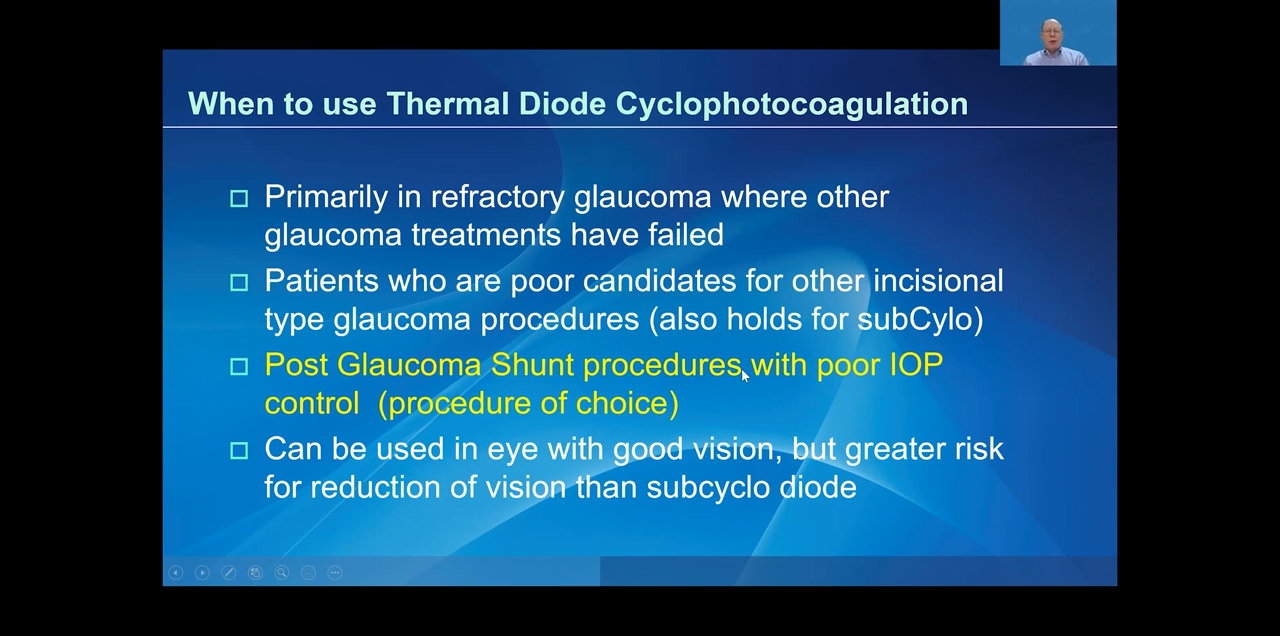 When to use Thermal Diode Cyclophotocoagulation
Primarily in refractory glaucoma where other
glaucoma treatments have failed
Patients who are poor candidates for other incisional
type glaucoma procedures (also holds for subCylo)
Post Glaucoma Shunt procedures with poor IOP
control (procedure of choice)
Can be used in eye with good vision, but greater risk
for reduction of vision than subcyclo diode